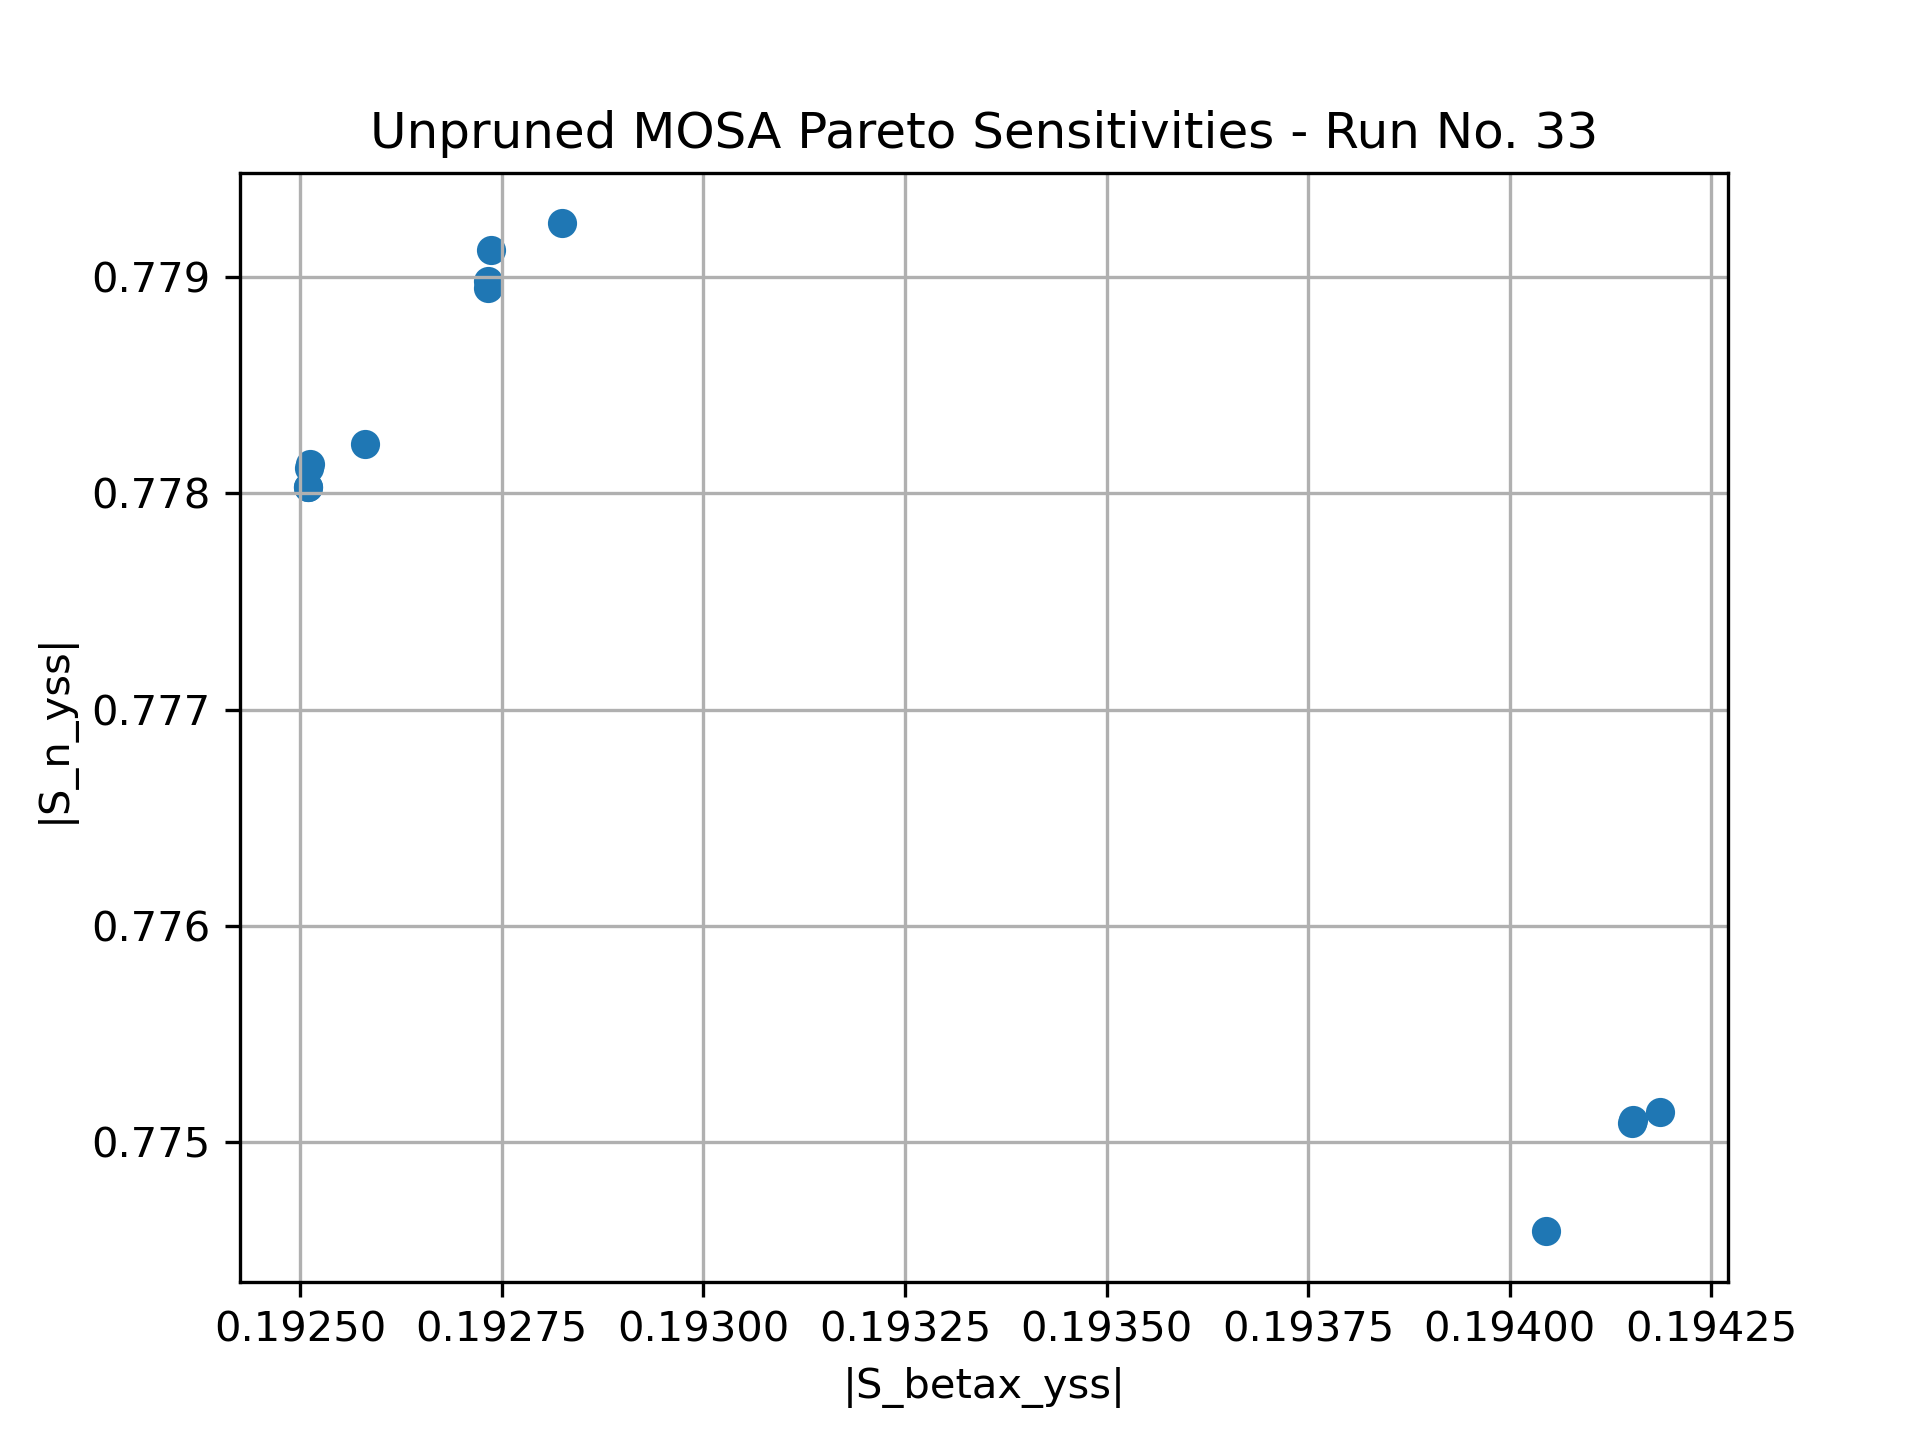 Unpruned MOSA Pareto Sensitivities - Run No. 33
|S_n_yss|
0.779
0.778
0.777
0.776
0.775
0.19250 0.19275 0.19300 0.19325 0.19350 0.19375 0.19400 0.19425
|S_betax_yss|